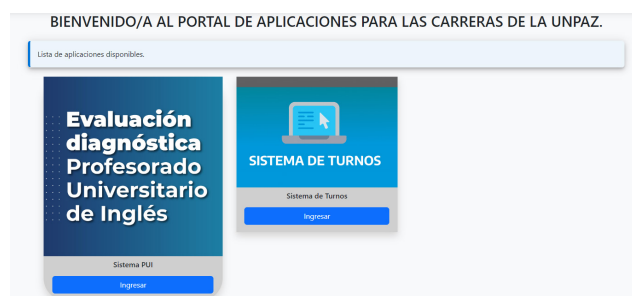 BIENVENIDO/A AL PORTAL DE APLICACIONES PARA LAS CARRERAS DE LA UNPAZ.
Lista de aplicaciones disponibles.
Evaluación
diagnóstica
Profesorado
Universitario
de Inglés
Sistema PUI
Ingresar
SISTEMA DE TURNOS
Sistema de Turnos
Ingresar